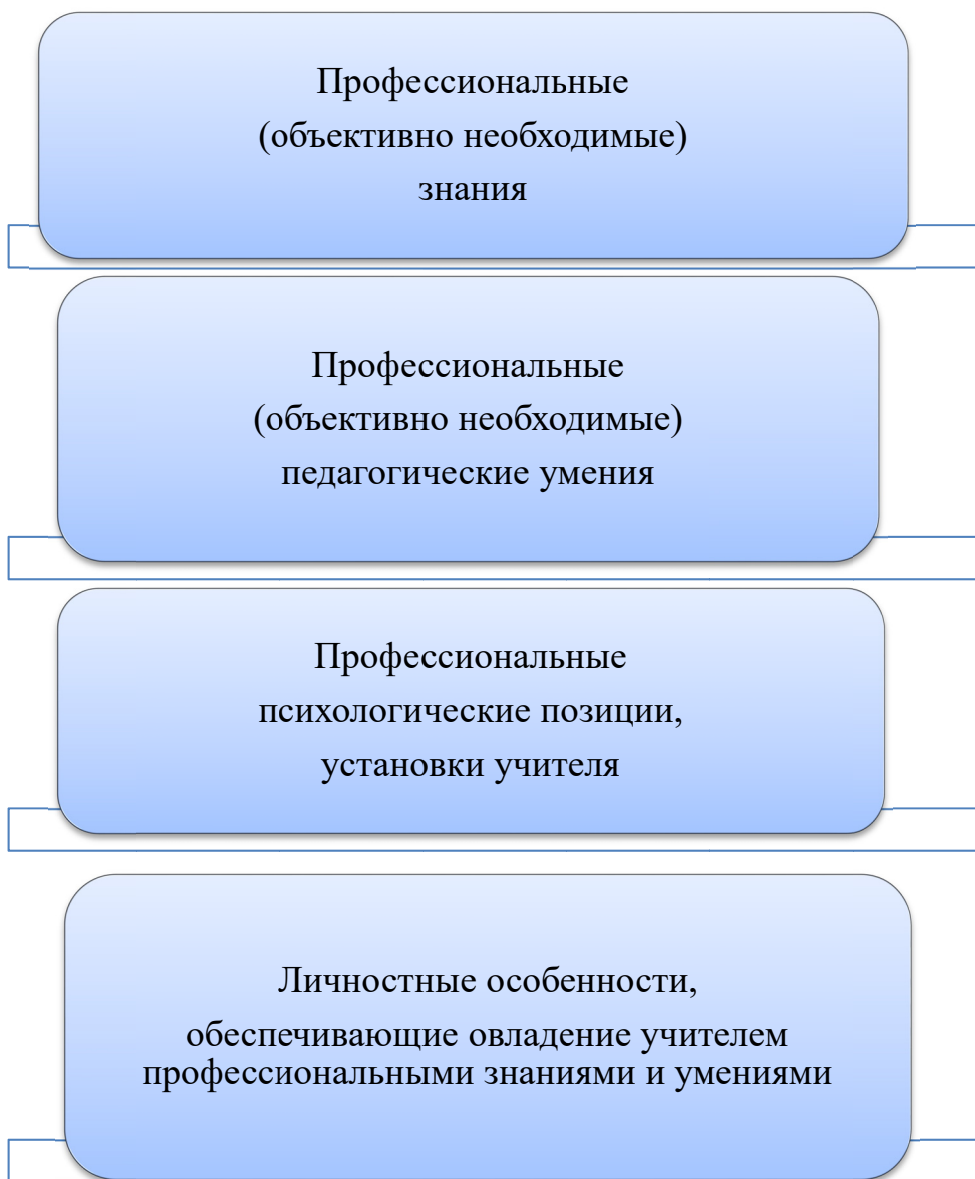 Профессиональные
(объективно необходимые)
знания
Профессиональные
(объективно необходимые)
педагогические умения
Профессиональные
психологические позиции,
установки учителя
Личностные особенности,
обеспечивающие овладение учителем
профессиональными знаниями и умениями